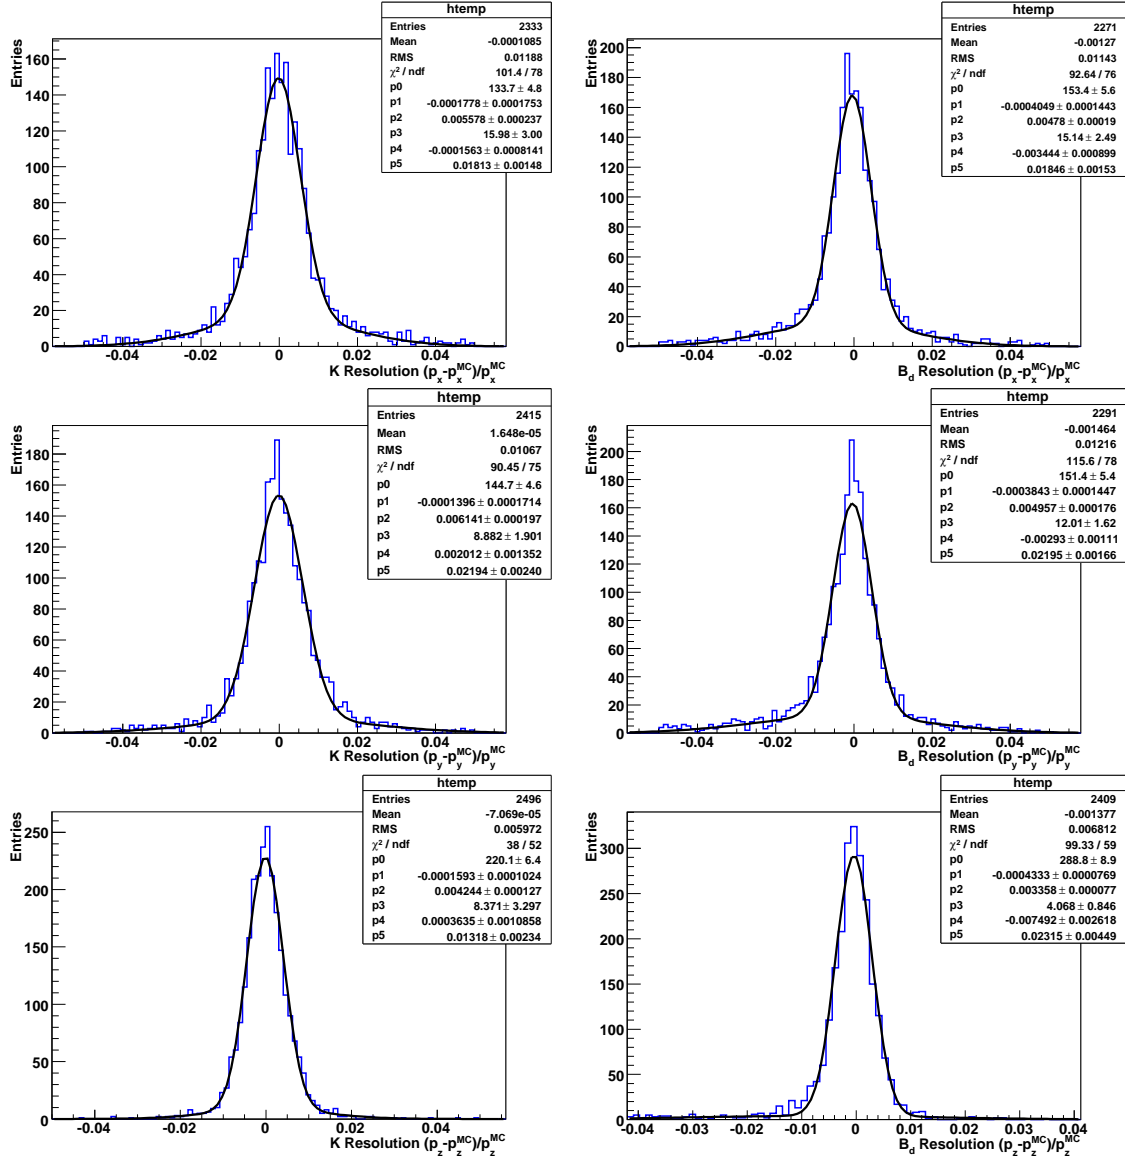 htemp
Entries 2333
Mean -0.0001085
RMS 0.01188
χ² / ndf 101.4 / 78
p0 133.7 ± 4.8
p1 -0.0001778 ± 0.0001753
p2 0.005578 ± 0.000237
p3 15.98 ± 3.00
p4 -0.0001563 ± 0.0008141
p5 0.01813 ± 0.00148
Entries
160
140
120
100
80
60
40
20
0
-0.04 -0.02 0 0.02 0.04
K Resolution (p_x-p_x^MC)/p_x^MC
htemp
Entries 2271
Mean -0.00127
RMS 0.01143
χ² / ndf 92.64 / 76
p0 153.4 ± 5.6
p1 -0.0004049 ± 0.0001443
p2 0.00478 ± 0.00019
p3 15.14 ± 2.49
p4 -0.003444 ± 0.000899
p5 0.01846 ± 0.00153
Entries
200
180
160
140
120
100
80
60
40
20
0
-0.04 -0.02 0 0.02 0.04
B_d Resolution (p_x-p_x^MC)/p_x^MC
htemp
Entries 2415
Mean 1.648e-05
RMS 0.01067
χ² / ndf 90.45 / 75
p0 144.7 ± 4.6
p1 -0.0001396 ± 0.0001714
p2 0.006141 ± 0.000197
p3 8.882 ± 1.901
p4 0.002012 ± 0.001352
p5 0.02194 ± 0.00240
Entries
180
160
140
120
100
80
60
40
20
0
-0.04 -0.02 0 0.02 0.04
K Resolution (p_y-p_y^MC)/p_y^MC
htemp
Entries 2291
Mean -0.001464
RMS 0.01216
χ² / ndf 115.6 / 78
p0 151.4 ± 5.4
p1 -0.0003843 ± 0.0001447
p2 0.004957 ± 0.000176
p3 12.01 ± 1.62
p4 -0.00293 ± 0.00111
p5 0.02195 ± 0.00166
Entries
200
180
160
140
120
100
80
60
40
20
0
-0.04 -0.02 0 0.02 0.04
B_d Resolution (p_y-p_y^MC)/p_y^MC
htemp
Entries 2496
Mean -7.069e-05
RMS 0.005972
χ² / ndf 38 / 52
p0 220.1 ± 6.4
p1 -0.0001593 ± 0.0001024
p2 0.004244 ± 0.000127
p3 8.371 ± 3.297
p4 0.0003635 ± 0.0010858
p5 0.01318 ± 0.00234
Entries
250
200
150
100
50
0
-0.04 -0.02 0 0.02 0.04
K Resolution (p_z-p_z^MC)/p_z^MC
htemp
Entries 2409
Mean -0.001377
RMS 0.006812
χ² / ndf 99.33 / 59
p0 288.8 ± 8.9
p1 -0.0004333 ± 0.0000769
p2 0.003358 ± 0.000077
p3 4.068 ± 0.846
p4 -0.007492 ± 0.002618
p5 0.02315 ± 0.00449
Entries
300
250
200
150
100
50
0
-0.04 -0.03 -0.02 -0.01 0 0.01 0.02 0.03 0.04
B_d Resolution (p_z-p_z^MC)/p_z^MC